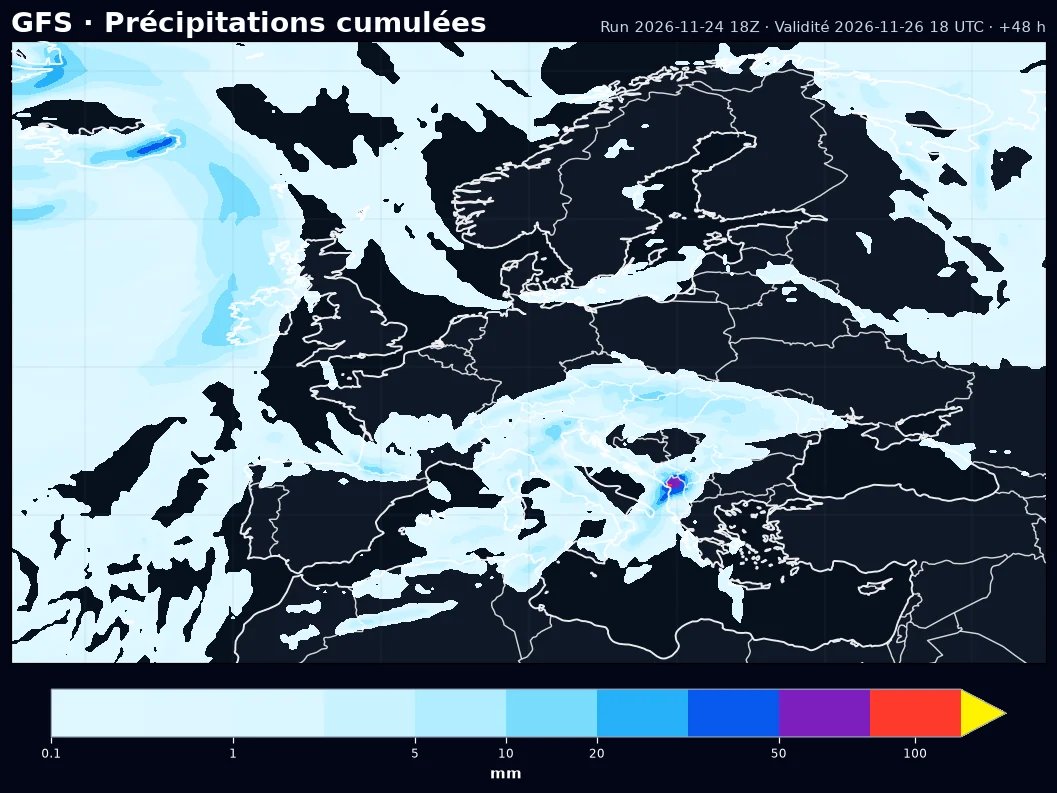 GFS · Précipitations cumulées
Run 2026-11-24 18Z · Validité 2026-11-26 18 UTC · +48 h
0.1 1 5 10 20 50 100
mm